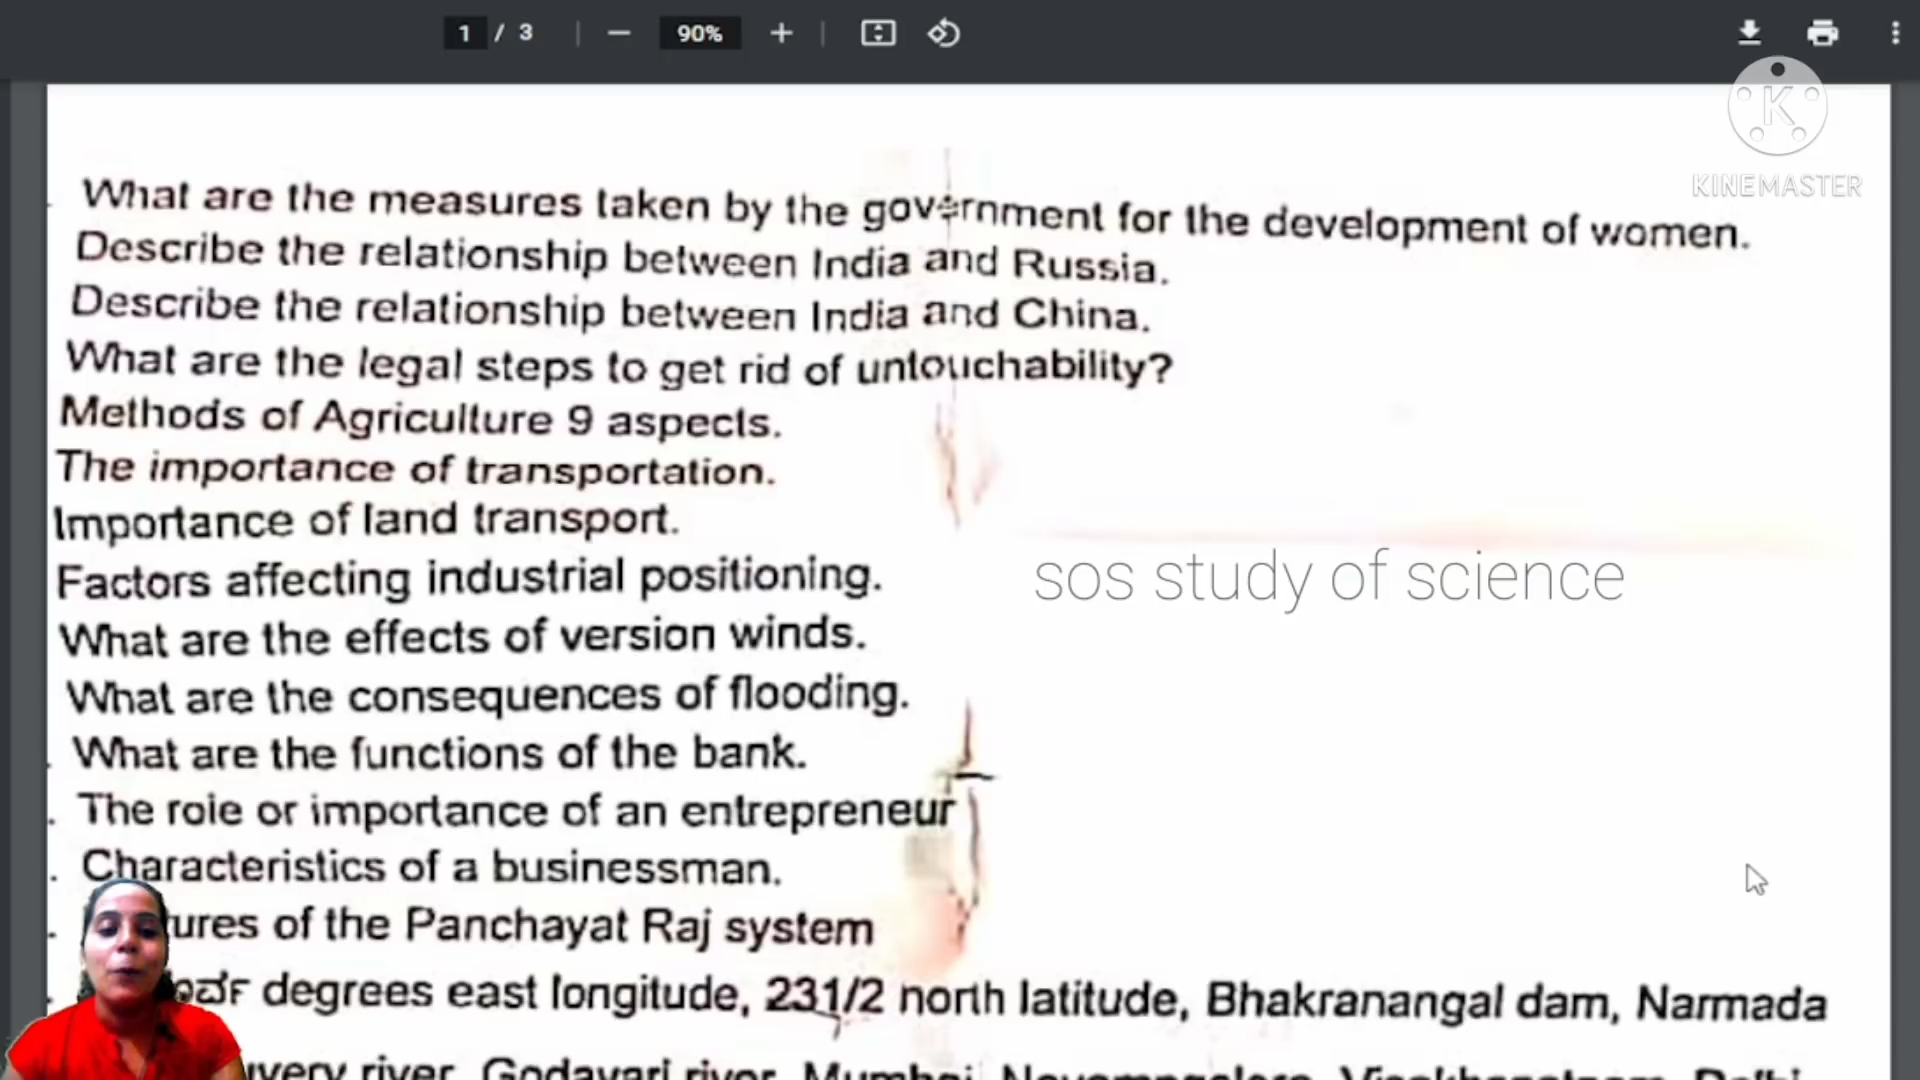 1 / 3 90%
KINEMASTER
What are the measures taken by the government for the development of women.
Describe the relationship between India and Russia.
Describe the relationship between India and China.
What are the legal steps to get rid of untouchability?
Methods of Agriculture 9 aspects.
The importance of transportation.
Importance of land transport.
Factors affecting industrial positioning.
sos study of science
What are the effects of version winds.
What are the consequences of flooding.
What are the functions of the bank.
. The role or importance of an entrepreneur
. Characteristics of a businessman.
. tures of the Panchayat Raj system
degrees east longitude, 231/2 north latitude, Bhakranangal dam, Narmada
river, Godavari river, Mumbai,